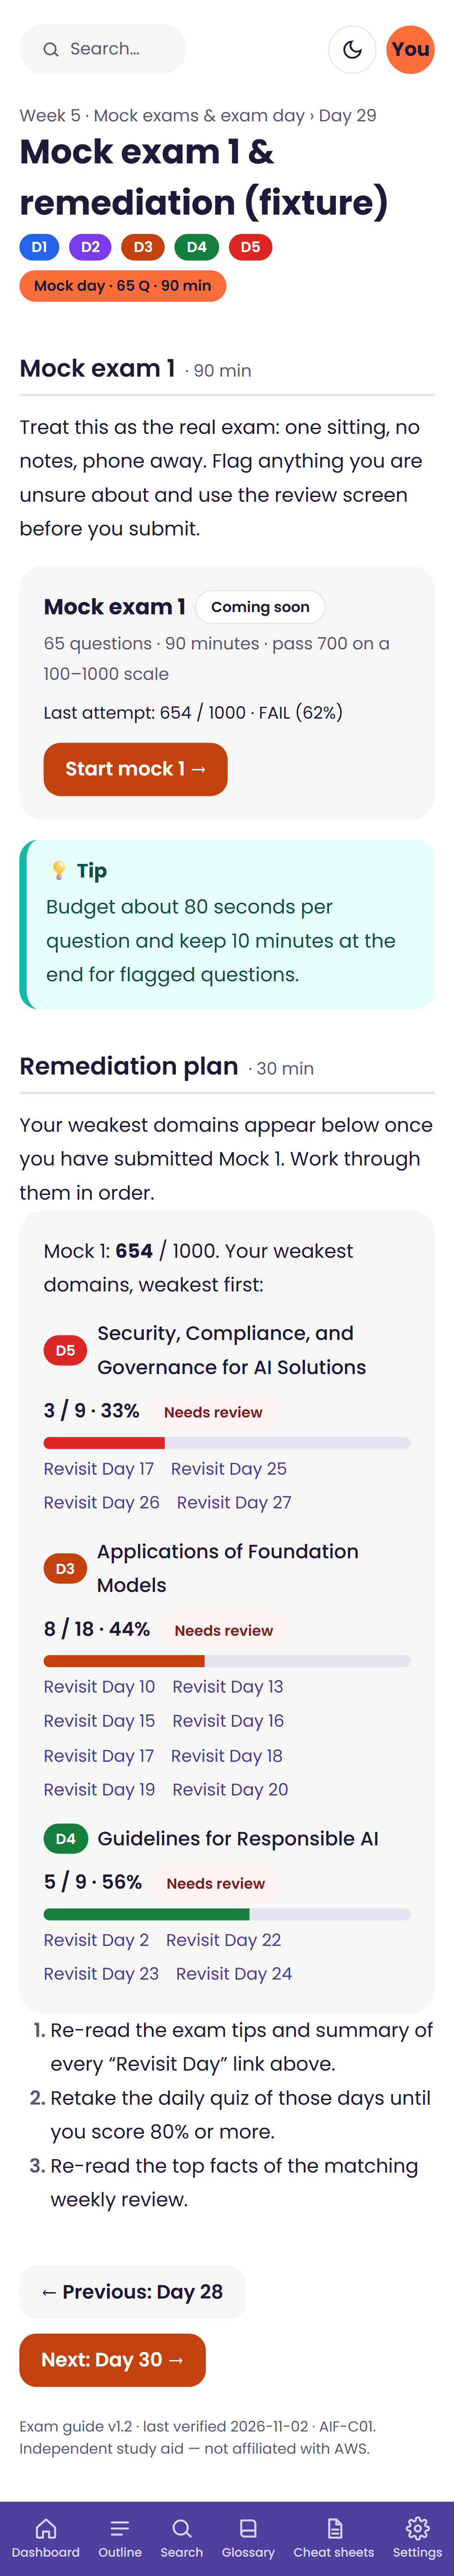 Search...
You
Week 5 · Mock exams & exam day › Day 29
Mock exam 1 &
remediation (fixture)
D1 D2 D3 D4 D5
Mock day · 65 Q · 90 min
Mock exam 1 · 90 min
Treat this as the real exam: one sitting, no
notes, phone away. Flag anything you are
unsure about and use the review screen
before you submit.
Mock exam 1 Coming soon
65 questions · 90 minutes · pass 700 on a
100–1000 scale
Last attempt: 654 / 1000 · FAIL (62%)
Start mock 1 →
Tip
Budget about 80 seconds per
question and keep 10 minutes at the
end for flagged questions.
Remediation plan · 30 min
Your weakest domains appear below once
you have submitted Mock 1. Work through
them in order.
Mock 1: 654 / 1000. Your weakest
domains, weakest first:
D5 Security, Compliance, and
Governance for AI Solutions
3 / 9 · 33% Needs review
Revisit Day 17 Revisit Day 25
Revisit Day 26 Revisit Day 27
D3 Applications of Foundation
Models
8 / 18 · 44% Needs review
Revisit Day 10 Revisit Day 13
Revisit Day 15 Revisit Day 16
Revisit Day 17 Revisit Day 18
Revisit Day 19 Revisit Day 20
D4 Guidelines for Responsible AI
5 / 9 · 56% Needs review
Revisit Day 2 Revisit Day 22
Revisit Day 23 Revisit Day 24
1. Re-read the exam tips and summary of
every “Revisit Day” link above.
2. Retake the daily quiz of those days until
you score 80% or more.
3. Re-read the top facts of the matching
weekly review.
← Previous: Day 28
Next: Day 30 →
Exam guide v1.2 · last verified 2026-11-02 · AIF-C01.
Independent study aid — not affiliated with AWS.
Dashboard Outline Search Glossary Cheat sheets Settings